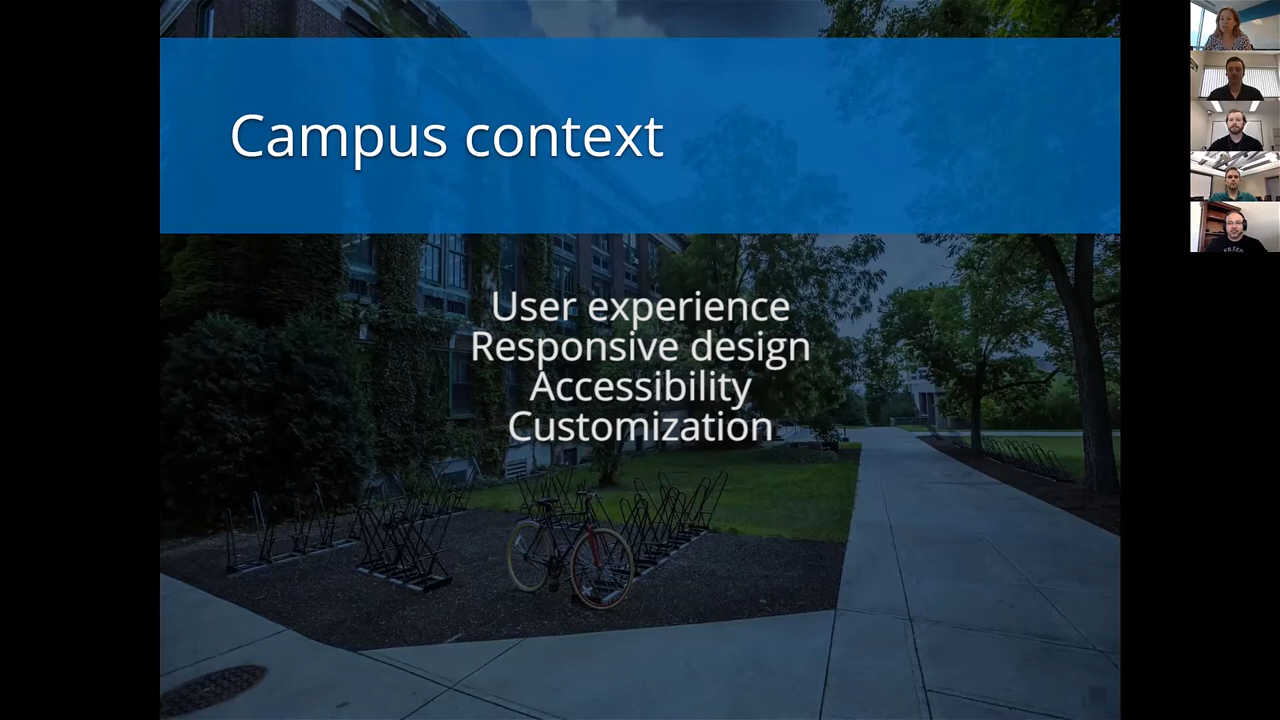 Campus context
User experience
Responsive design
Accessibility
Customization